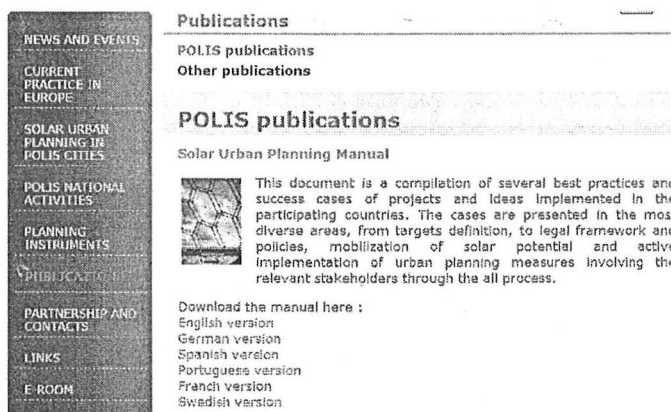 NEWS AND EVENTS
CURRENT
PRACTICE IN
EUROPE
SOLAR URBAN
PLANNING IN
POLIS CITIES
POLIS NATIONAL
ACTIVITIES
PLANNING
INSTRUMENTS
PARTNERSHIP AND
CONTACTS
LINKS
E-ROOM
Publications
POLIS publications
Other publications
POLIS publications
Solar Urban Planning Manual
This document is a compilation of several best practices and
success cases of projects and ideas implemented in the
participating countries. The cases are presented in the most
diverse areas, from targets definition, to legal framework and
policies, mobilization of solar potential and active
implementation of urban planning measures involving the
relevant stakeholders through the all process.
Download the manual here :
English version
German version
Spanish version
Portuguese version
French version
Swedish version